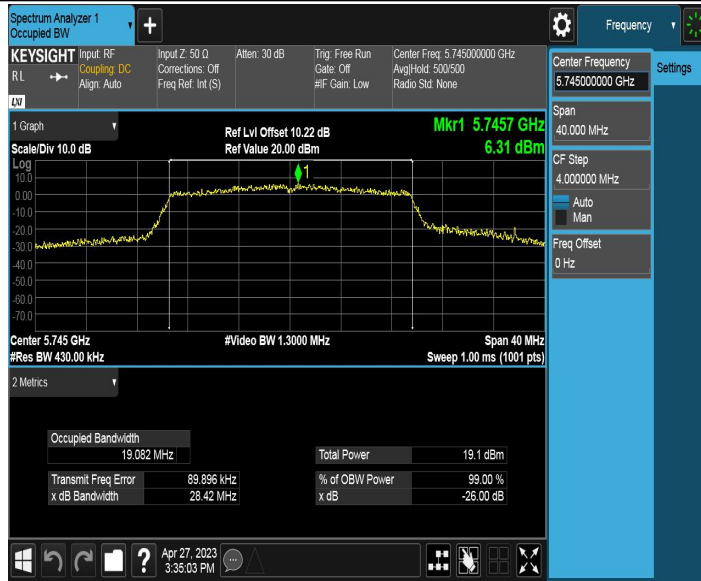 Spectrum Analyzer 1
Occupied BW
+
Frequency
KEYSIGHT
RL
LXI
Input: RF
Coupling: DC
Align: Auto
Input Z: 50 Ω
Corrections: Off
Freq Ref: Int (S)
Atten: 30 dB
Trig: Free Run
Gate: Off
#IF Gain: Low
Center Freq: 5.745000000 GHz
Avg|Hold: 500/500
Radio Std: None
Center Frequency
5.745000000 GHz
Settings
Span
40.000 MHz
CF Step
4.000000 MHz
Auto
Man
Freq Offset
0 Hz
1 Graph
Scale/Div 10.0 dB
Ref Lvl Offset 10.22 dB
Ref Value 20.00 dBm
Mkr1 5.7457 GHz
6.31 dBm
Log
10.0
0.00
-10.0
-20.0
-30.0
-40.0
-50.0
-60.0
-70.0
1
Center 5.745 GHz
#Res BW 430.00 kHz
#Video BW 1.3000 MHz
Span 40 MHz
Sweep 1.00 ms (1001 pts)
2 Metrics
Occupied Bandwidth
19.082 MHz
Total Power 19.1 dBm
Transmit Freq Error 89.896 kHz
% of OBW Power 99.00 %
x dB Bandwidth 28.42 MHz
x dB -26.00 dB
?
Apr 27, 2023
3:35:03 PM